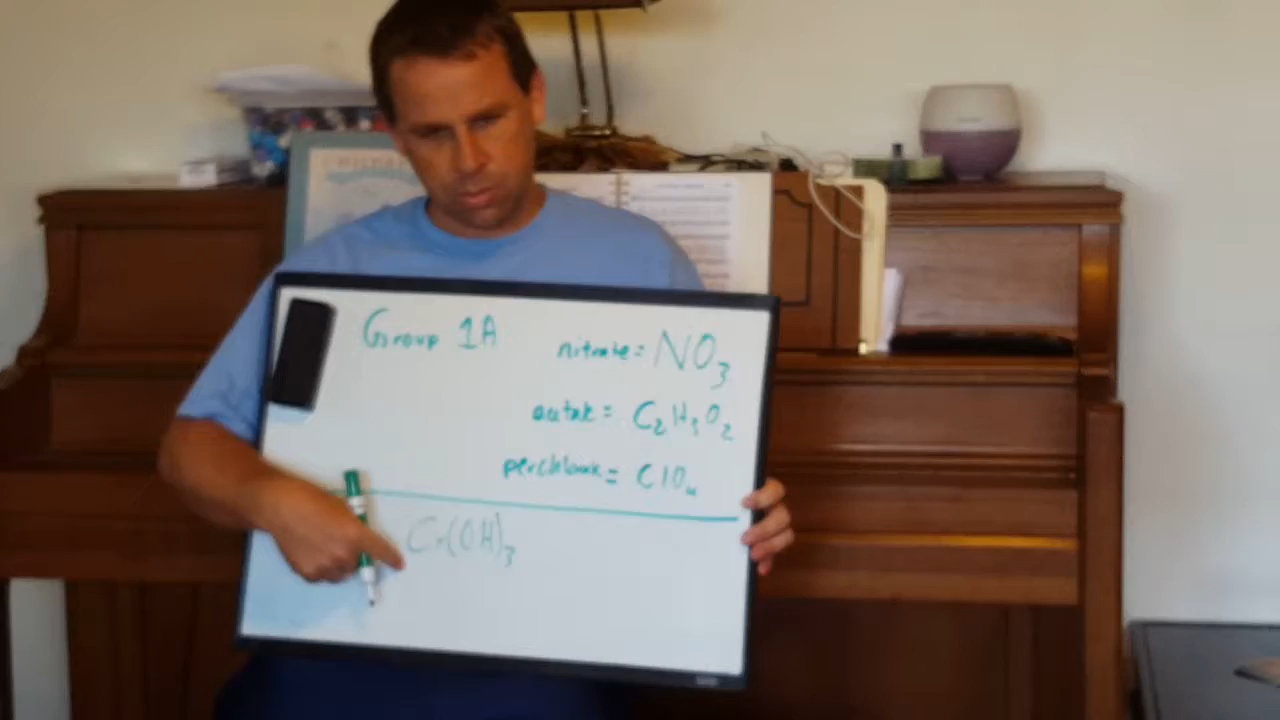 Group 1A
nitrate = NO₃
acetate = C₂H₃O₂
perchlorate = ClO₄
Cr(OH)₃